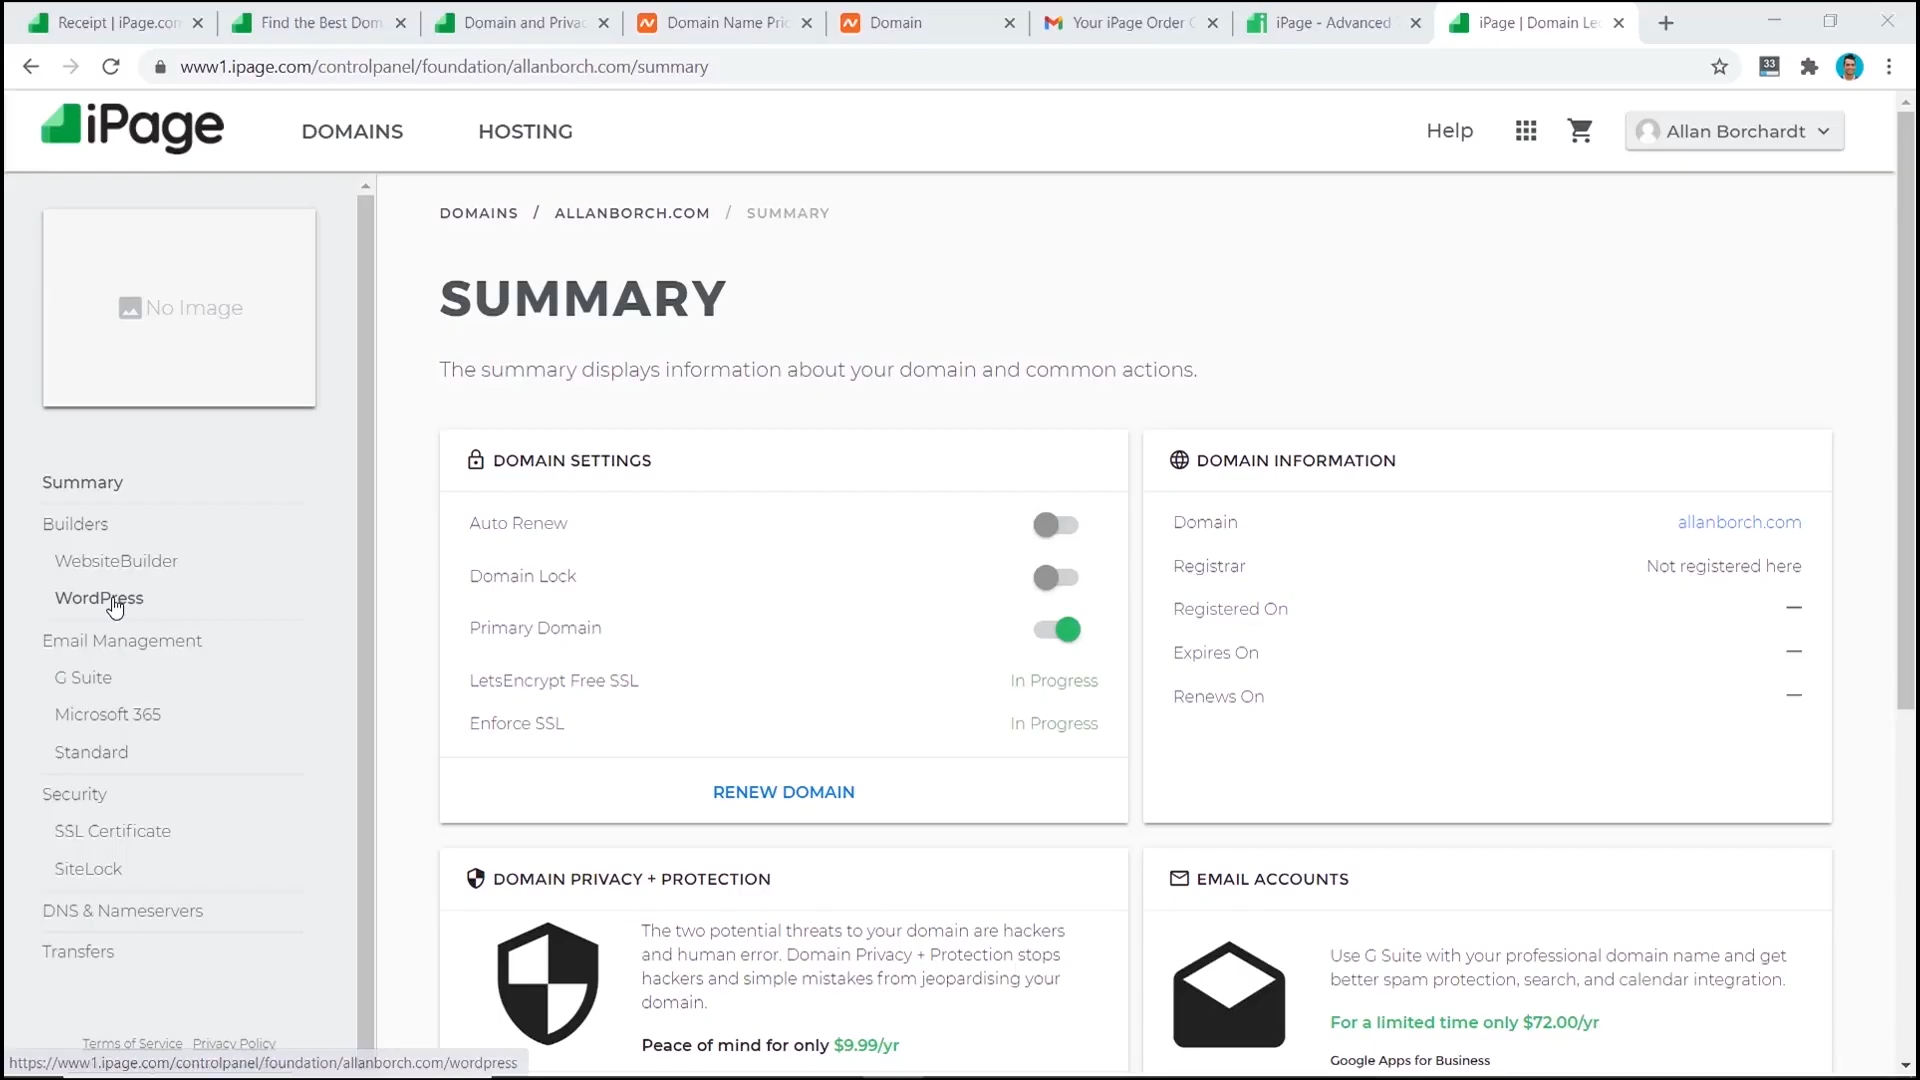 Receipt | iPage.com
Find the Best Dom
Domain and Privac
Domain Name Pric
Domain
Your iPage Order C
iPage - Advanced
iPage | Domain Led
www1.ipage.com/controlpanel/foundation/allanborch.com/summary
33
iPage
DOMAINS
HOSTING
Help
Allan Borchardt
No Image
Summary
Builders
WebsiteBuilder
WordPress
Email Management
G Suite
Microsoft 365
Standard
Security
SSL Certificate
SiteLock
DNS & Nameservers
Transfers
Terms of Service Privacy Policy
https://www1.ipage.com/controlpanel/foundation/allanborch.com/wordpress
DOMAINS / ALLANBORCH.COM / SUMMARY
SUMMARY
The summary displays information about your domain and common actions.
DOMAIN SETTINGS
Auto Renew
Domain Lock
Primary Domain
LetsEncrypt Free SSL In Progress
Enforce SSL In Progress
RENEW DOMAIN
DOMAIN INFORMATION
Domain allanborch.com
Registrar Not registered here
Registered On —
Expires On —
Renews On —
DOMAIN PRIVACY + PROTECTION
The two potential threats to your domain are hackers
and human error. Domain Privacy + Protection stops
hackers and simple mistakes from jeopardising your
domain.
Peace of mind for only $9.99/yr
EMAIL ACCOUNTS
Use G Suite with your professional domain name and get
better spam protection, search, and calendar integration.
For a limited time only $72.00/yr
Google Apps for Business